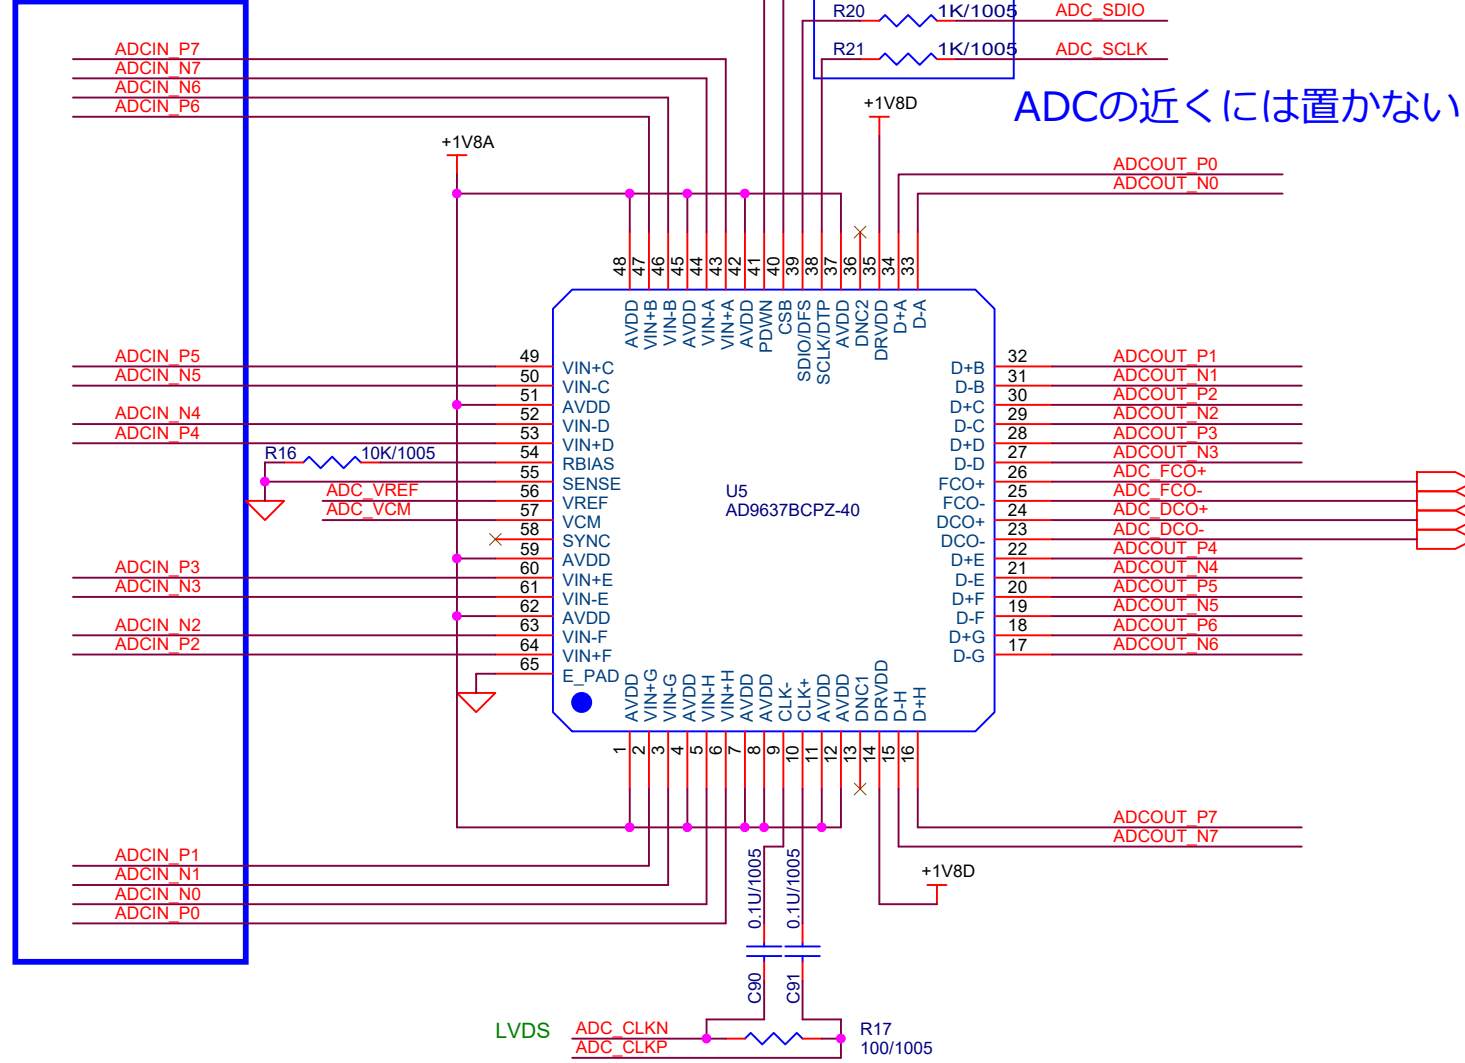 R20 1K/1005 ADC_SDIO
R21 1K/1005 ADC_SCLK
ADCの近くには置かない
ADCIN_P7
ADCIN_N7
ADCIN_N6
ADCIN_P6
+1V8A
+1V8D
ADCOUT_P0
ADCOUT_N0
48 47 46 45 44 43 42 41 40 39 38 37 36 35 34 33
AVDD VIN+B VIN-B AVDD VIN-A VIN+A AVDD PDWN CSB SDIO/DFS SCLK/DTP AVDD DNC2 DRVDD D+A D-A
ADCIN_P5 49 VIN+C
ADCIN_N5 50 VIN-C
51 AVDD
ADCIN_N4 52 VIN-D
ADCIN_P4 53 VIN+D
R16 10K/1005 54 RBIAS
55 SENSE
ADC_VREF 56 VREF
ADC_VCM 57 VCM
58 SYNC
59 AVDD
ADCIN_P3 60 VIN+E
ADCIN_N3 61 VIN-E
62 AVDD
ADCIN_N2 63 VIN-F
ADCIN_P2 64 VIN+F
65 E_PAD
U5
AD9637BCPZ-40
D+B 32 ADCOUT_P1
D-B 31 ADCOUT_N1
D+C 30 ADCOUT_P2
D-C 29 ADCOUT_N2
D+D 28 ADCOUT_P3
D-D 27 ADCOUT_N3
FCO+ 26 ADC_FCO+
FCO- 25 ADC_FCO-
DCO+ 24 ADC_DCO+
DCO- 23 ADC_DCO-
D+E 22 ADCOUT_P4
D-E 21 ADCOUT_N4
D+F 20 ADCOUT_P5
D-F 19 ADCOUT_N5
D+G 18 ADCOUT_P6
D-G 17 ADCOUT_N6
AVDD VIN+G VIN-G AVDD VIN-H VIN+H AVDD AVDD CLK- CLK+ AVDD AVDD DNC1 DRVDD D-H D+H
1 2 3 4 5 6 7 8 9 10 11 12 13 14 15 16
ADCOUT_P7
ADCOUT_N7
+1V8D
ADCIN_P1
ADCIN_N1
ADCIN_N0
ADCIN_P0
0.1U/1005 0.1U/1005
C90 C91
LVDS ADC_CLKN
ADC_CLKP
R17
100/1005